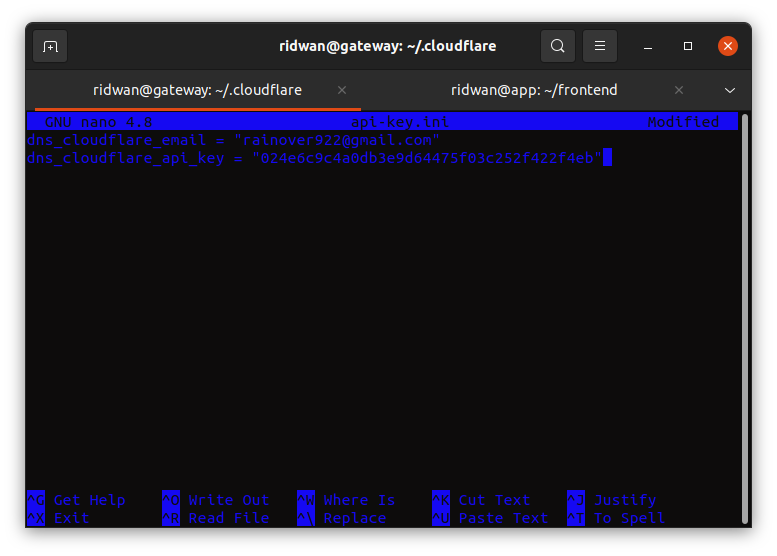 ridwan@gateway: ~/.cloudflare
ridwan@gateway: ~/.cloudflare ridwan@app: ~/frontend
GNU nano 4.8 api-key.ini Modified
dns_cloudflare_email = "rainover922@gmail.com"
dns_cloudflare_api_key = "024e6c9c4a0db3e9d64475f03c252f422f4eb"
^G Get Help ^O Write Out ^W Where Is ^K Cut Text ^J Justify
^X Exit ^R Read File ^\ Replace ^U Paste Text ^T To Spell